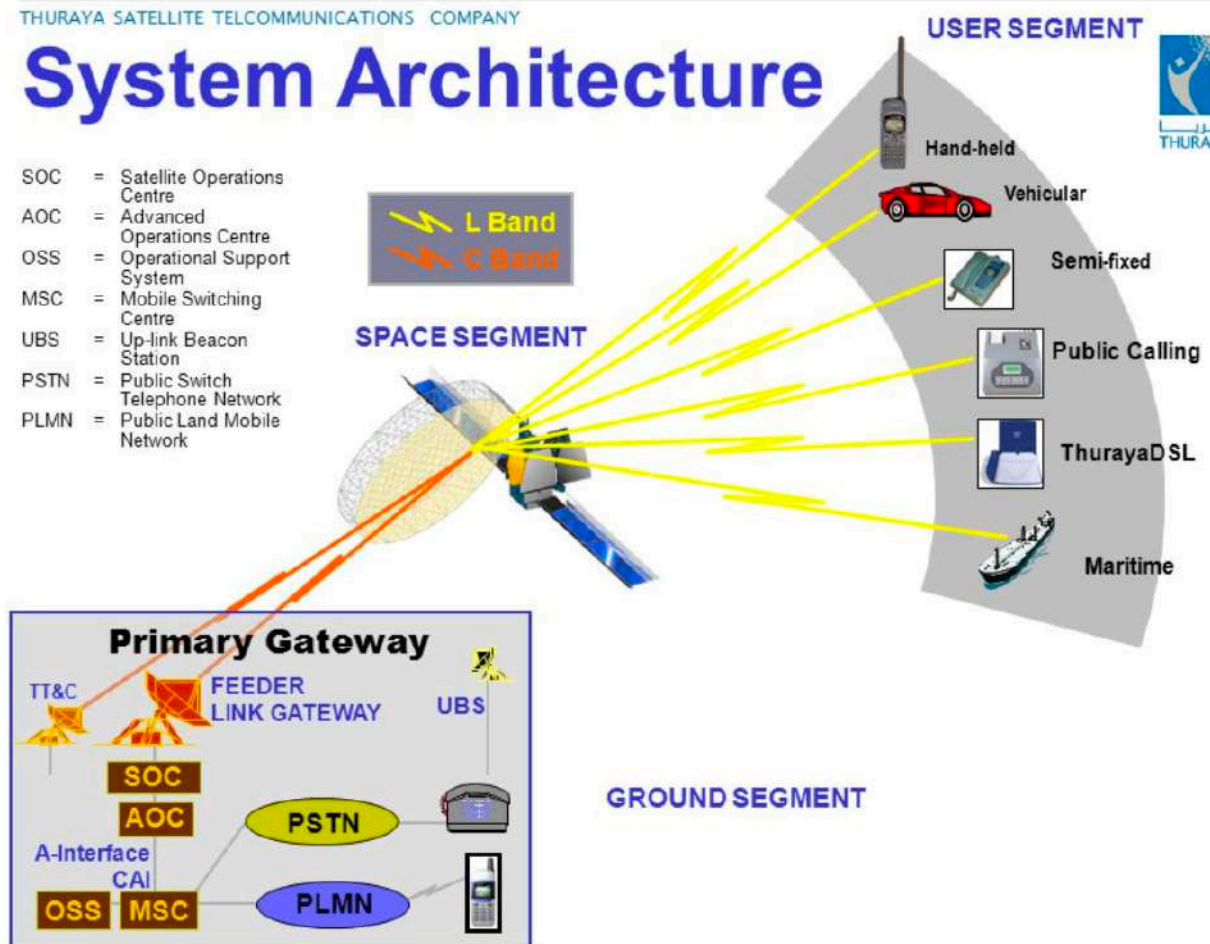 THURAYA SATELLITE TELCOMMUNICATIONS COMPANY
System Architecture
USER SEGMENT
THURA
SOC = Satellite Operations
Centre
AOC = Advanced
Operations Centre
OSS = Operational Support
System
MSC = Mobile Switching
Centre
UBS = Up-link Beacon
Station
PSTN = Public Switch
Telephone Network
PLMN = Public Land Mobile
Network
L Band
C Band
SPACE SEGMENT
Hand-held
Vehicular
Semi-fixed
Public Calling
ThurayaDSL
Maritime
Primary Gateway
TT&C
FEEDER
LINK GATEWAY
UBS
SOC
AOC
PSTN
A-Interface
CAI
OSS
MSC
PLMN
GROUND SEGMENT